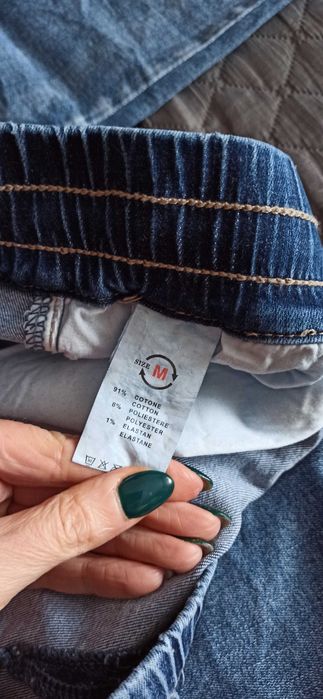 SIZE M
91% COTONE
COTTON
8% POLIESTERE
POLYESTER
1% ELASTAN
ELASTANE